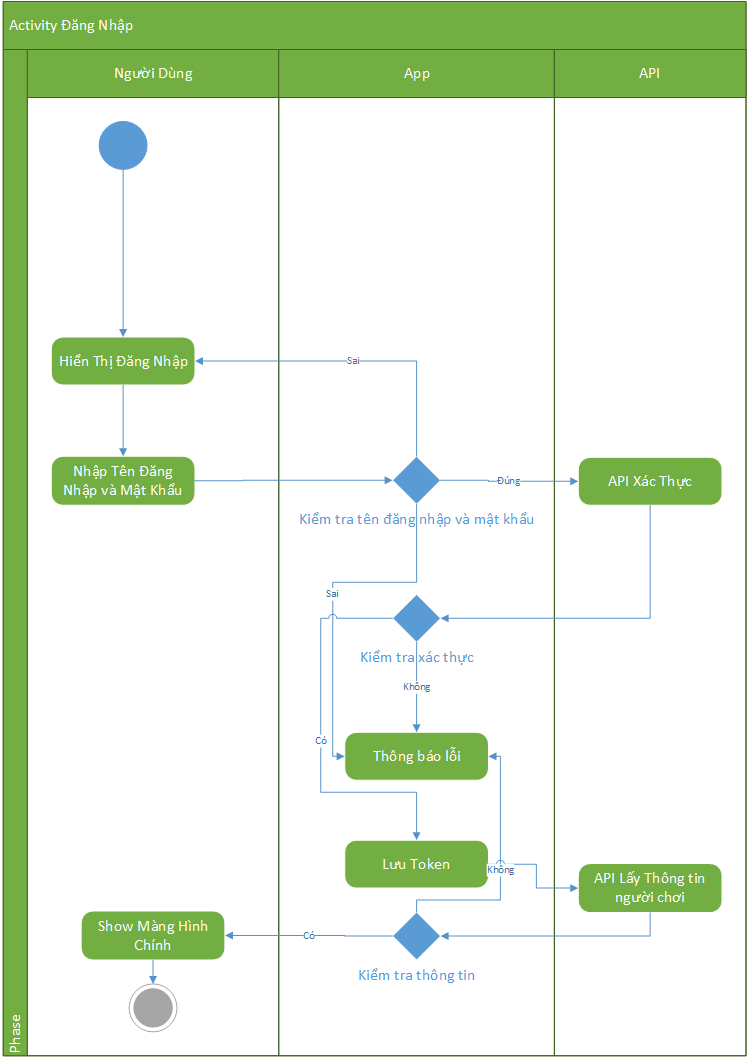 Activity Đăng Nhập
Người Dùng
App
API
Hiển Thị Đăng Nhập
Sai
Nhập Tên Đăng
Nhập và Mật Khẩu
Đúng
API Xác Thực
Kiểm tra tên đăng nhập và mật khẩu
Sai
Kiểm tra xác thực
Không
Có
Thông báo lỗi
Lưu Token
Không
API Lấy Thông tin
người chơi
Show Màng Hình
Chính
Có
Kiểm tra thông tin
Phase